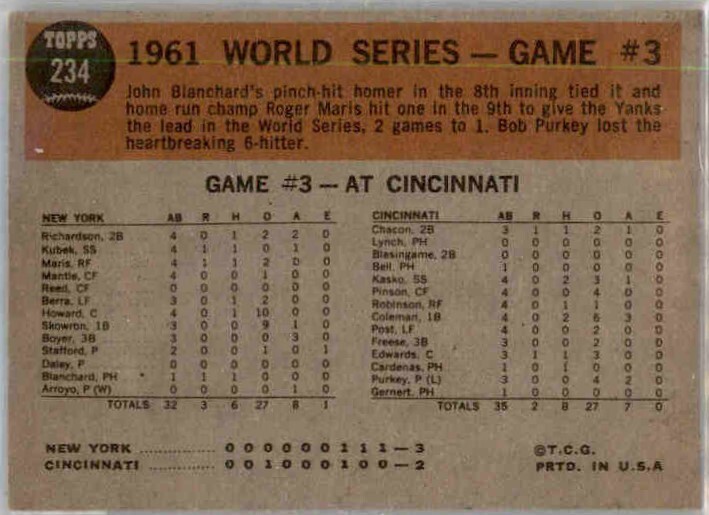 TOPPS
234
1961 WORLD SERIES — GAME #3
John Blanchard's pinch-hit homer in the 8th inning tied it and
home run champ Roger Maris hit one in the 9th to give the Yanks
the lead in the World Series, 2 games to 1. Bob Purkey lost the
heartbreaking 6-hitter.
GAME #3 — AT CINCINNATI
NEW YORK AB R H O A E
Richardson, 2B 4 0 1 2 2 0
Kubek, SS 4 1 1 0 1 0
Maris, RF 4 1 1 2 0 0
Mantle, CF 4 0 0 1 0 0
Reed, CF 0 0 0 0 0 0
Berra, LF 3 0 1 2 0 0
Howard, C 4 0 1 10 0 0
Skowron, 1B 3 0 0 9 1 0
Boyer, 3B 3 0 0 0 3 0
Stafford, P 2 0 0 1 0 1
Daley, P 0 0 0 0 0 0
Blanchard, PH 1 1 1 0 0 0
Arroyo, P (W) 0 0 0 0 1 0
TOTALS 32 3 6 27 8 1
CINCINNATI AB R H O A E
Chacon, 2B 3 1 1 2 1 0
Lynch, PH 0 0 0 0 0 0
Blasingame, 2B 0 0 0 0 0 0
Bell, PH 1 0 0 0 0 0
Kasko, SS 4 0 2 3 1 0
Pinson, CF 4 0 0 4 0 0
Robinson, RF 4 0 1 1 0 0
Coleman, 1B 4 0 2 6 3 0
Post, LF 4 0 0 2 0 0
Freese, 3B 3 0 0 2 0 0
Edwards, C 3 1 1 3 0 0
Cardenas, PH 1 0 1 0 0 0
Purkey, P (L) 3 0 0 4 2 0
Gernert, PH 1 0 0 0 0 0
TOTALS 35 2 8 27 7 0
NEW YORK .............. 0 0 0 0 0 0 1 1 1 — 3
CINCINNATI ............ 0 0 1 0 0 0 1 0 0 — 2
©T.C.G.
PRTD. IN U.S.A